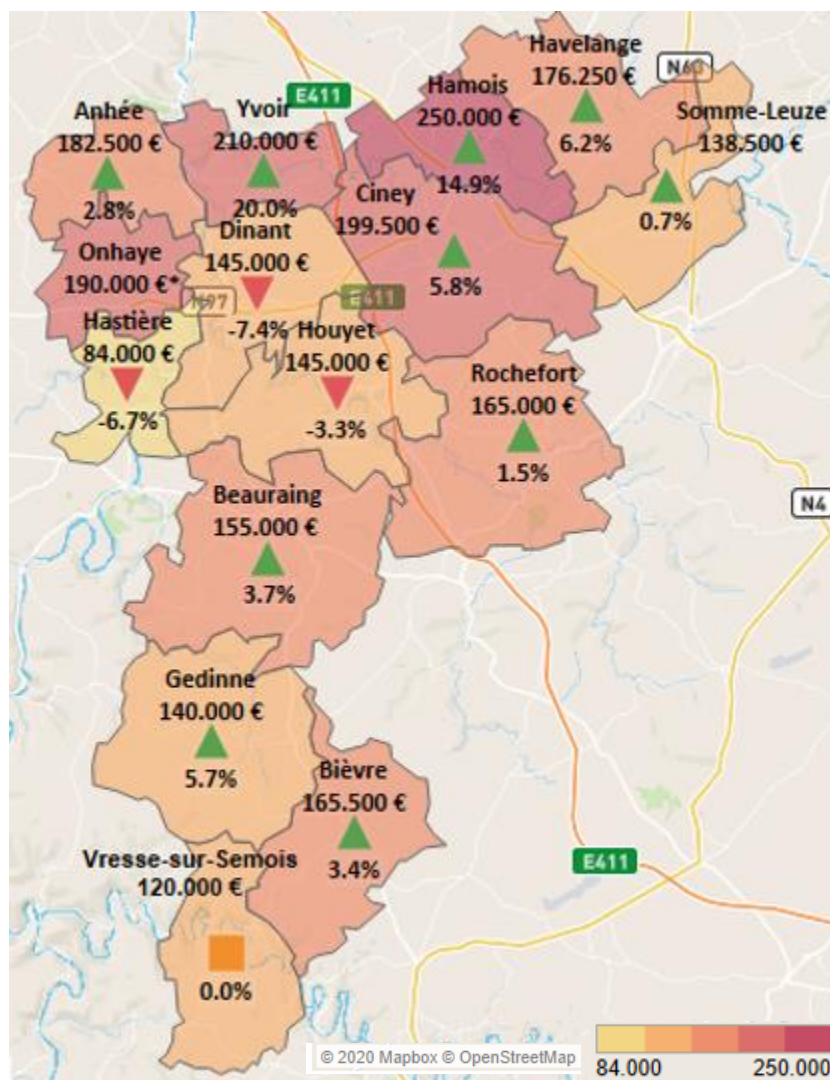 Havelange
176.250 €
6.2%
N63
Hamois
250.000 €
14.9%
E411
Somme-Leuze
138.500 €
0.7%
Anhée
182.500 €
2.8%
Yvoir
210.000 €
20.0%
Ciney
199.500 €
5.8%
Onhaye
190.000 €*
Dinant
145.000 €
-7.4%
N97
E411
Hastière
84.000 €
-6.7%
Houyet
145.000 €
-3.3%
Rochefort
165.000 €
1.5%
Beauraing
155.000 €
3.7%
N4
Gedinne
140.000 €
5.7%
Bièvre
165.500 €
3.4%
Vresse-sur-Semois
120.000 €
0.0%
E411
© 2020 Mapbox © OpenStreetMap
84.000
250.000